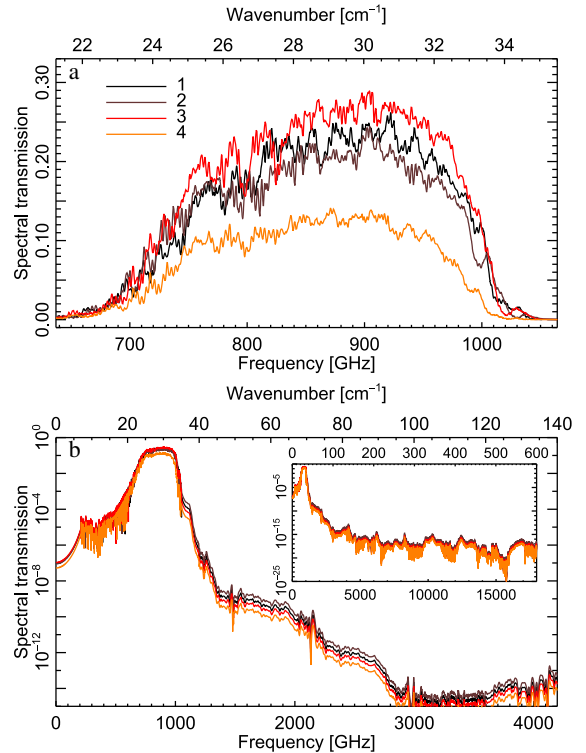 Wavenumber [cm⁻¹]
22 24 26 28 30 32 34
a
1
2
3
4
Spectral transmission
0.00 0.10 0.20 0.30
700 800 900 1000
Frequency [GHz]
Wavenumber [cm⁻¹]
0 20 40 60 80 100 120 140
b
Spectral transmission
10⁰
10⁻⁴
10⁻⁸
10⁻¹²
0 100 200 300 400 500 600
10⁻⁵
10⁻¹⁵
10⁻²⁵
0 5000 10000 15000
0 1000 2000 3000 4000
Frequency [GHz]